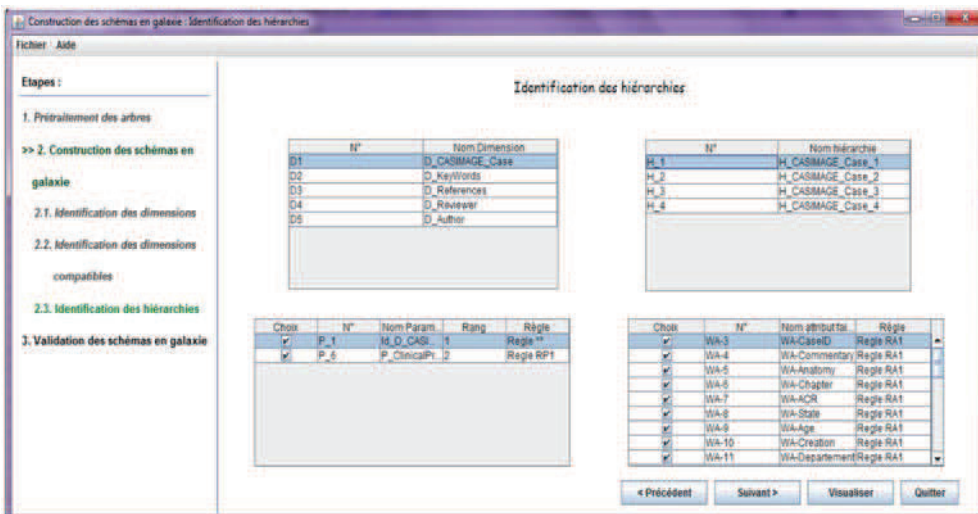 Construction des schémas en galaxie : Identification des hiérarchies
Fichier Aide
Etapes :
1. Prétraitement des arbres
>> 2. Construction des schémas en
galaxie
2.1. Identification des dimensions
2.2. Identification des dimensions
compatibles
2.3. Identification des hiérarchies
3. Validation des schémas en galaxie
Identification des hiérarchies
N° Nom Dimension
D1 D_CASIMAGE_Case
D2 D_KeyWords
D3 D_References
D4 D_Reviewer
D5 D_Author
N° Nom hiérarchie
H_1 H_CASIMAGE_Case_1
H_2 H_CASIMAGE_Case_2
H_3 H_CASIMAGE_Case_3
H_4 H_CASIMAGE_Case_4
Choix N° Nom Param... Rang Règle
P_1 Id_D_CASI... 1 Regle **
P_6 P_ClinicalPr... 2 Regle RP1
Choix N° Nom attribut fai... Règle
WA-3 WA-CaseID Regle RA1
WA-4 WA-Commentary Regle RA1
WA-5 WA-Anatomy Regle RA1
WA-6 WA-Chapter Regle RA1
WA-7 WA-ACR Regle RA1
WA-8 WA-State Regle RA1
WA-9 WA-Age Regle RA1
WA-10 WA-Creation Regle RA1
WA-11 WA-Departement Regle RA1
< Précédent Suivant > Visualiser Quitter